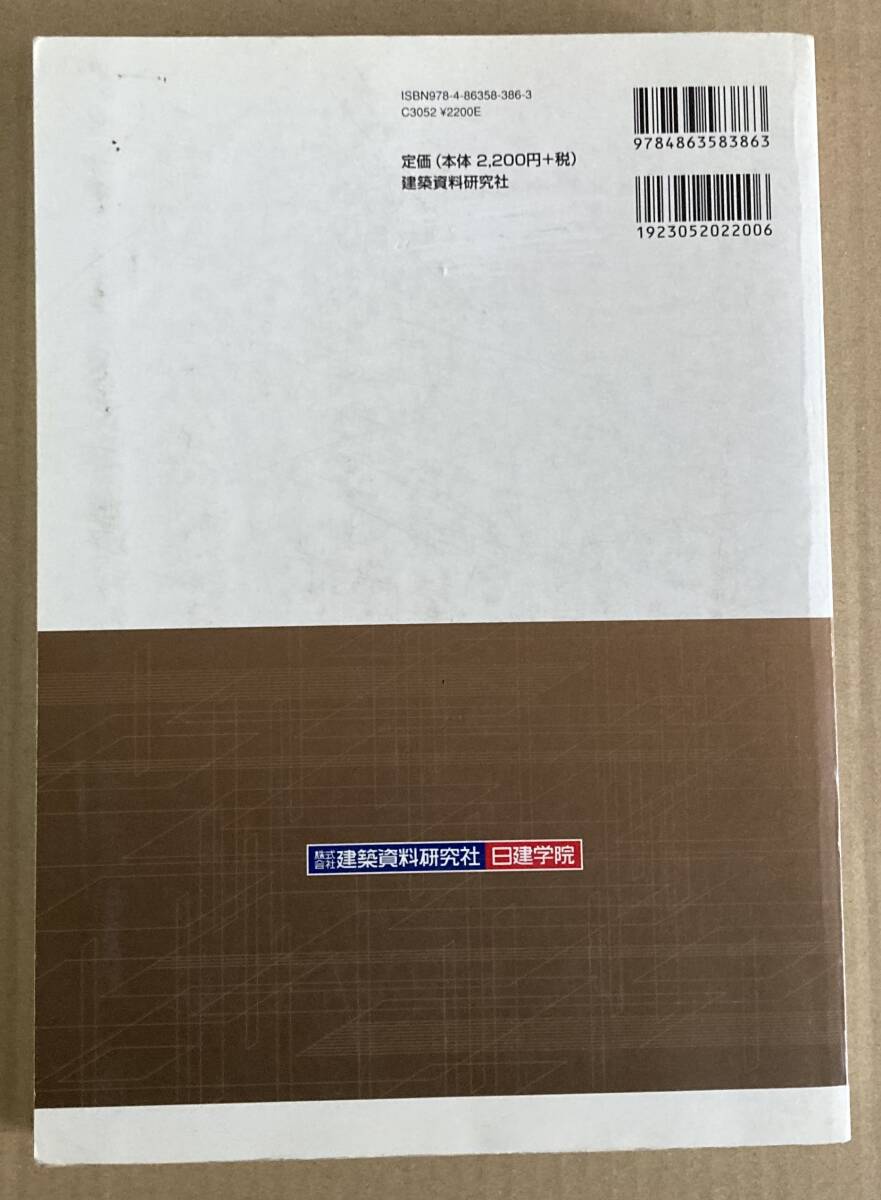 ISBN978-4-86358-386-3
C3052 ¥2200E
定価（本体 2,200円+税）
建築資料研究社
9784863583863
1923052022006
株式会社 建築資料研究社 日建学院